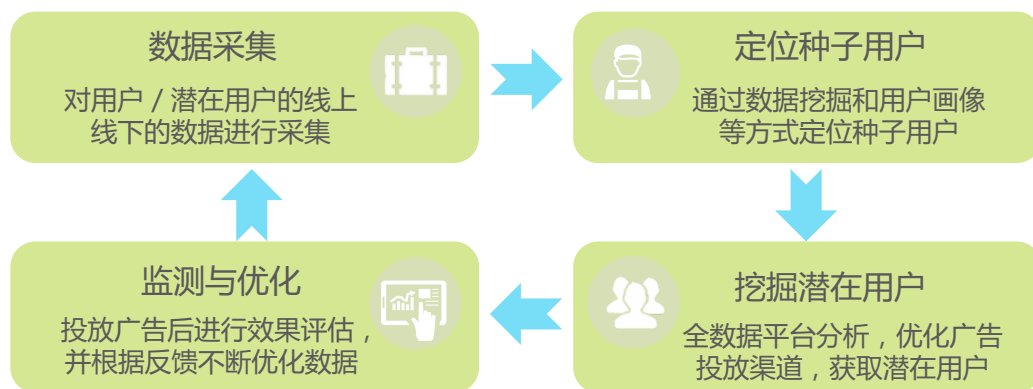 数据采集
对用户 / 潜在用户的线上
线下的数据进行采集
定位种子用户
通过数据挖掘和用户画像
等方式定位种子用户
挖掘潜在用户
全数据平台分析，优化广告
投放渠道，获取潜在用户
监测与优化
投放广告后进行效果评估，
并根据反馈不断优化数据